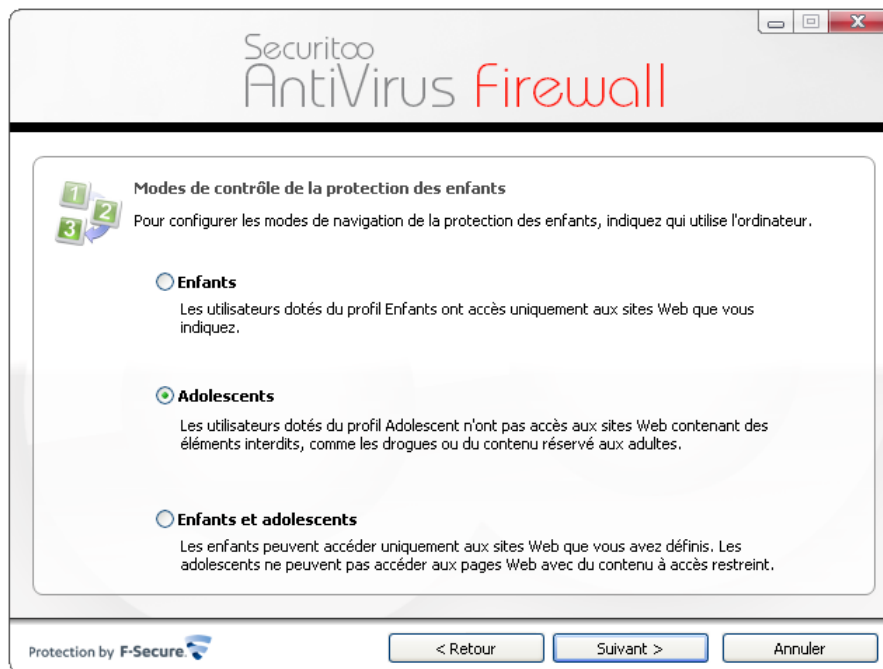 Securitoo
AntiVirus Firewall
1
2
3
Modes de contrôle de la protection des enfants
Pour configurer les modes de navigation de la protection des enfants, indiquez qui utilise l'ordinateur.
Enfants
Les utilisateurs dotés du profil Enfants ont accès uniquement aux sites Web que vous
indiquez.
Adolescents
Les utilisateurs dotés du profil Adolescent n'ont pas accès aux sites Web contenant des
éléments interdits, comme les drogues ou du contenu réservé aux adultes.
Enfants et adolescents
Les enfants peuvent accéder uniquement aux sites Web que vous avez définis. Les
adolescents ne peuvent pas accéder aux pages Web avec du contenu à accès restreint.
Protection by F-Secure.
< Retour
Suivant >
Annuler